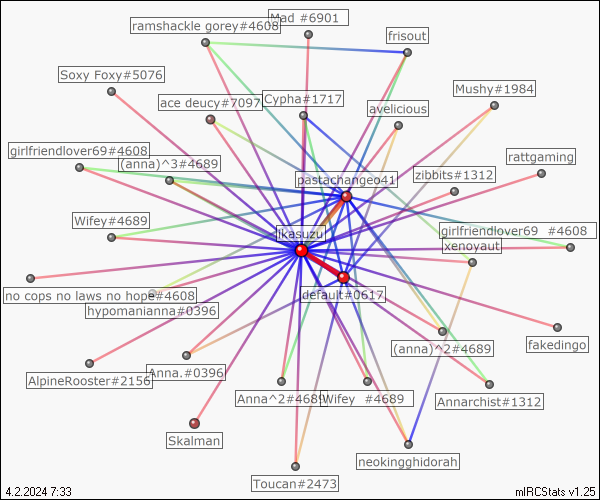 Mad #6901
ramshackle gorey#4608
frisout
Soxy Foxy#5076
Mushy#1984
ace deucy#7097
Cypha#1717
avelicious
girlfriendlover69#4608
(anna)^3#4689
rattgaming
zibbits#1312
pastachangeo41
Wifey#4689
girlfriendlover69 #4608
ikasuzu
xenoyaut
no cops no laws no hope#4608
default#0617
hypomanianna#0396
fakedingo
(anna)^2#4689
AlpineRooster#2156
Anna.#0396
Anna^2#4689
Wifey #4689
Annarchist#1312
Skalman
neokingghidorah
Toucan#2473
4.2.2024 7:33
mIRCStats v1.25